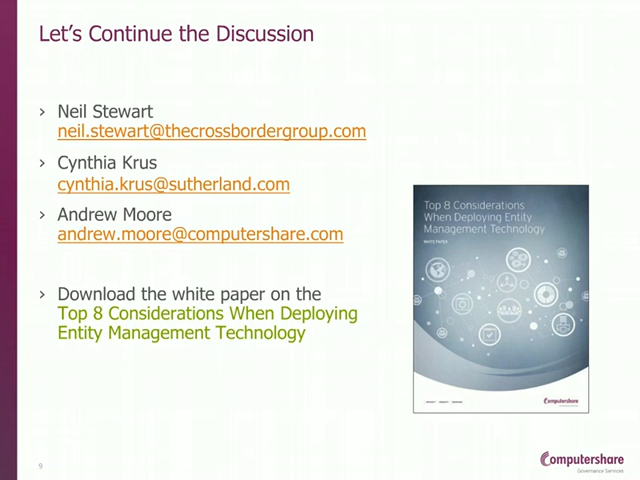 Let's Continue the Discussion
› Neil Stewart
neil.stewart@thecrossbordergroup.com
› Cynthia Krus
cynthia.krus@sutherland.com
› Andrew Moore
andrew.moore@computershare.com
› Download the white paper on the
Top 8 Considerations When Deploying
Entity Management Technology
Top 8 Considerations
When Deploying Entity
Management Technology
WHITE PAPER
Computershare
9
Computershare
Governance Services